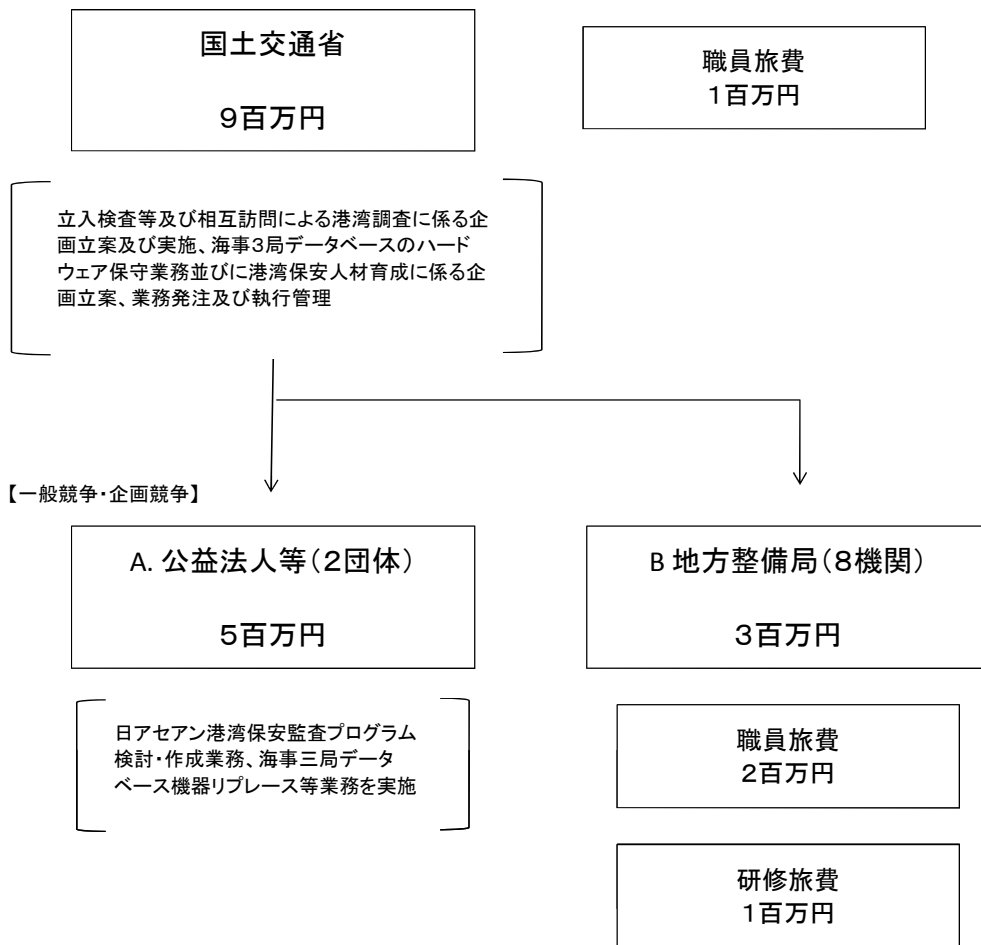 国土交通省
9百万円
職員旅費
1百万円
立入検査等及び相互訪問による港湾調査に係る企
画立案及び実施、海事3局データベースのハード
ウェア保守業務並びに港湾保安人材育成に係る企
画立案、業務発注及び執行管理
【一般競争・企画競争】
A. 公益法人等(2団体)
5百万円
B 地方整備局(8機関)
3百万円
日アセアン港湾保安監査プログラム
検討・作成業務、海事三局データ
ベース機器リプレース等業務を実施
職員旅費
2百万円
研修旅費
1百万円